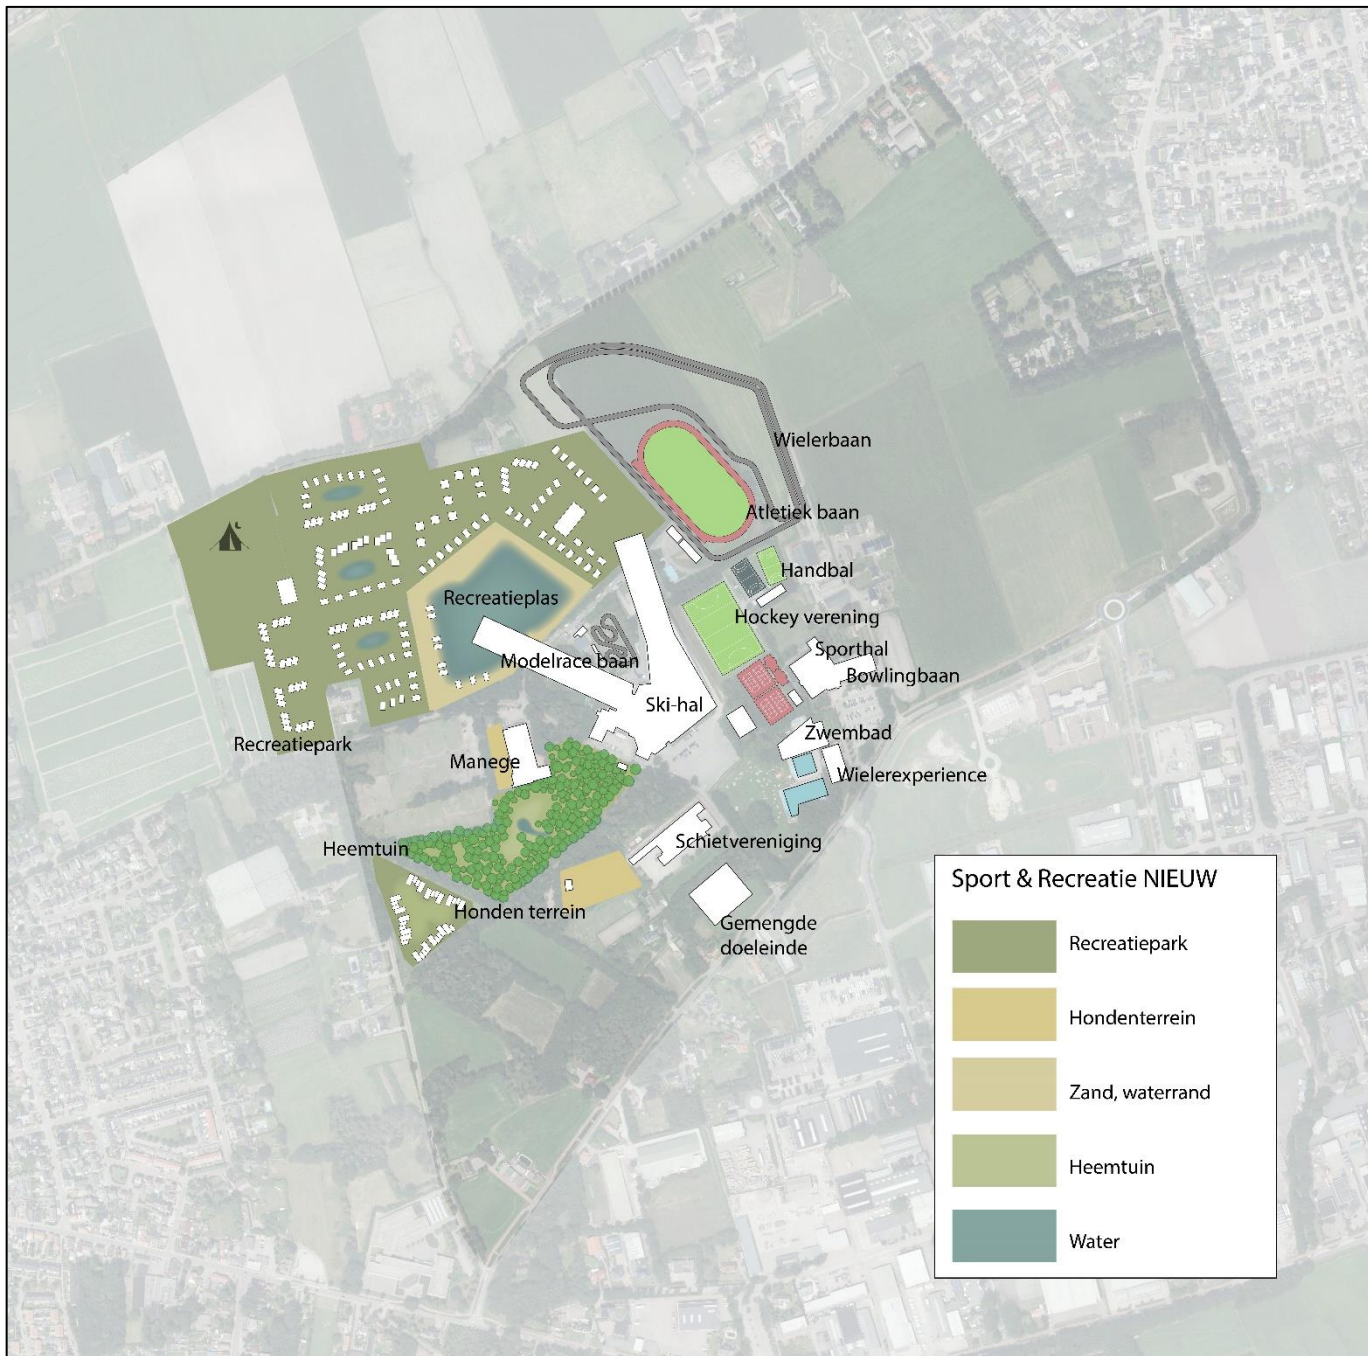 Wielerbaan
Atletiek baan
Handbal
Recreatieplas
Hockey verening
Sporthal
Modelrace baan
Bowlingbaan
Ski-hal
Zwembad
Recreatiepark
Manege
Wielerexperience
Schietvereniging
Heemtuin
Honden terrein
Gemengde
doeleinde
Sport & Recreatie NIEUW
Recreatiepark
Hondenterrein
Zand, waterrand
Heemtuin
Water